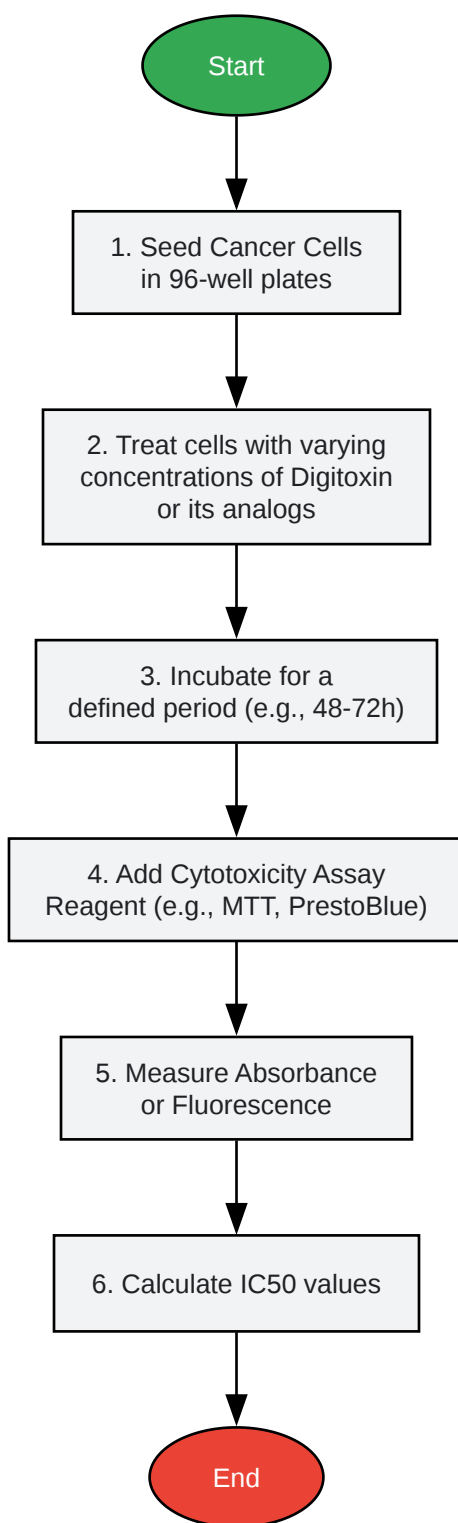 Start
1. Seed Cancer Cells
in 96-well plates
2. Treat cells with varying
concentrations of Digitoxin
or its analogs
3. Incubate for a
defined period (e.g., 48-72h)
4. Add Cytotoxicity Assay
Reagent (e.g., MTT, PrestoBlue)
5. Measure Absorbance
or Fluorescence
6. Calculate IC50 values
End